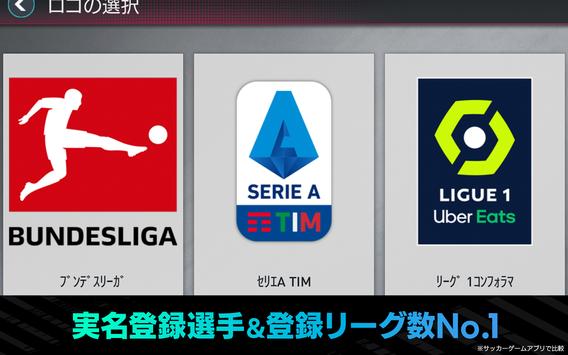 ロゴの選択
BUNDESLIGA
SERIE A
TIM
LIGUE 1
Uber Eats
ﾌﾞﾝﾃﾞｽﾘｰｶﾞ
ｾﾘｴA TIM
ﾘｰｸﾞ 1ｺﾝﾌｫﾗﾏ
実名登録選手&登録リーグ数No.1
※サッカーゲームアプリで比較